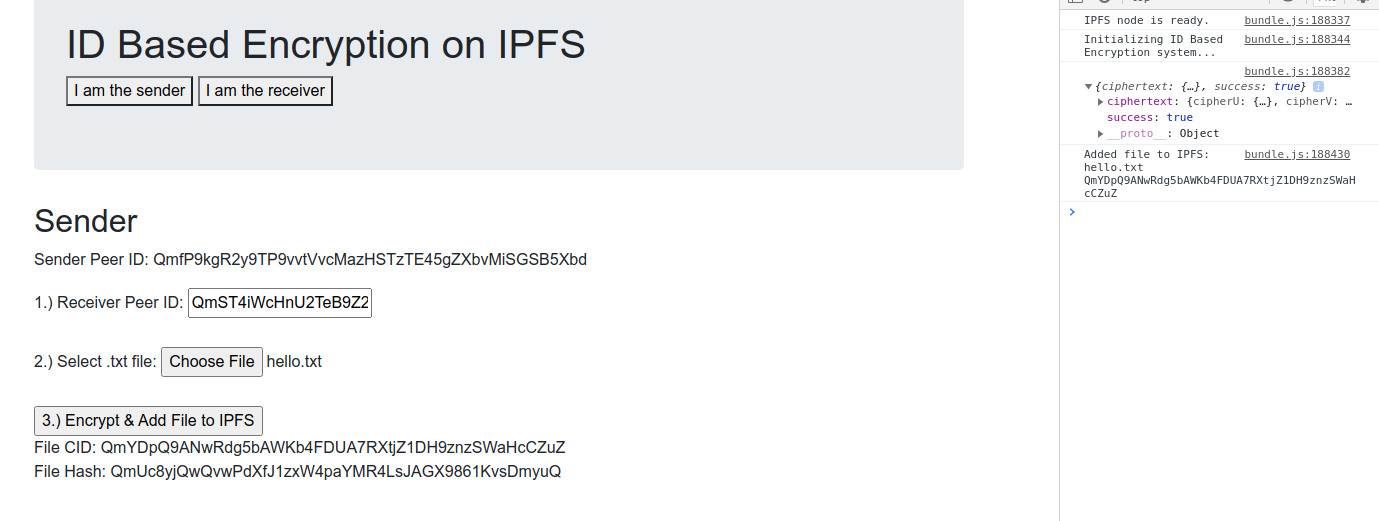 ID Based Encryption on IPFS
I am the sender I am the receiver
Sender
Sender Peer ID: QmfP9kgR2y9TP9vvtVvcMazHSTzTE45gZXbvMiSGSB5Xbd
1.) Receiver Peer ID: QmST4iWcHnU2TeB9Z2
2.) Select .txt file: Choose File hello.txt
3.) Encrypt & Add File to IPFS
File CID: QmYDpQ9ANwRdg5bAWKb4FDUA7RXtjZ1DH9znzSWaHcCZuZ
File Hash: QmUc8yjQwQvwPdXfJ1zxW4paYMR4LsJAGX9861KvsDmyuQ
IPFS node is ready. bundle.js:188337
Initializing ID Based bundle.js:188344
Encryption system...
bundle.js:188382
{ciphertext: {…}, success: true} i
ciphertext: {cipherU: {…}, cipherV: …
success: true
__proto__: Object
Added file to IPFS: bundle.js:188430
hello.txt
QmYDpQ9ANwRdg5bAWKb4FDUA7RXtjZ1DH9znzSWaH
cCZuZ